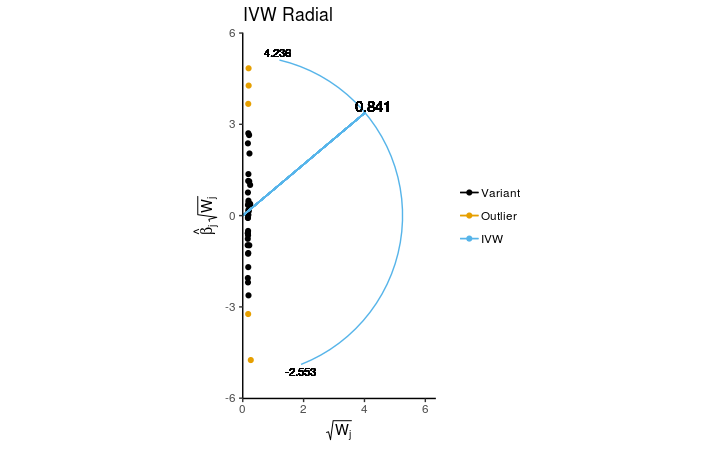 IVW Radial
6
3
0
-3
-6
4.236
0.841
-2.553
0 2 4 6
β̂j√Wj
√Wj
Variant
Outlier
IVW